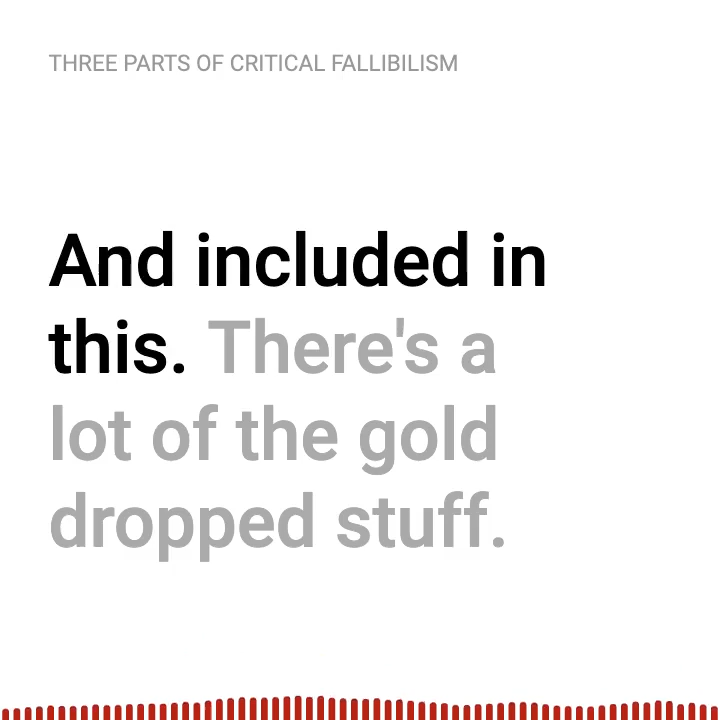 THREE PARTS OF CRITICAL FALLIBILISM
And included in
this. There's a
lot of the gold
dropped stuff.